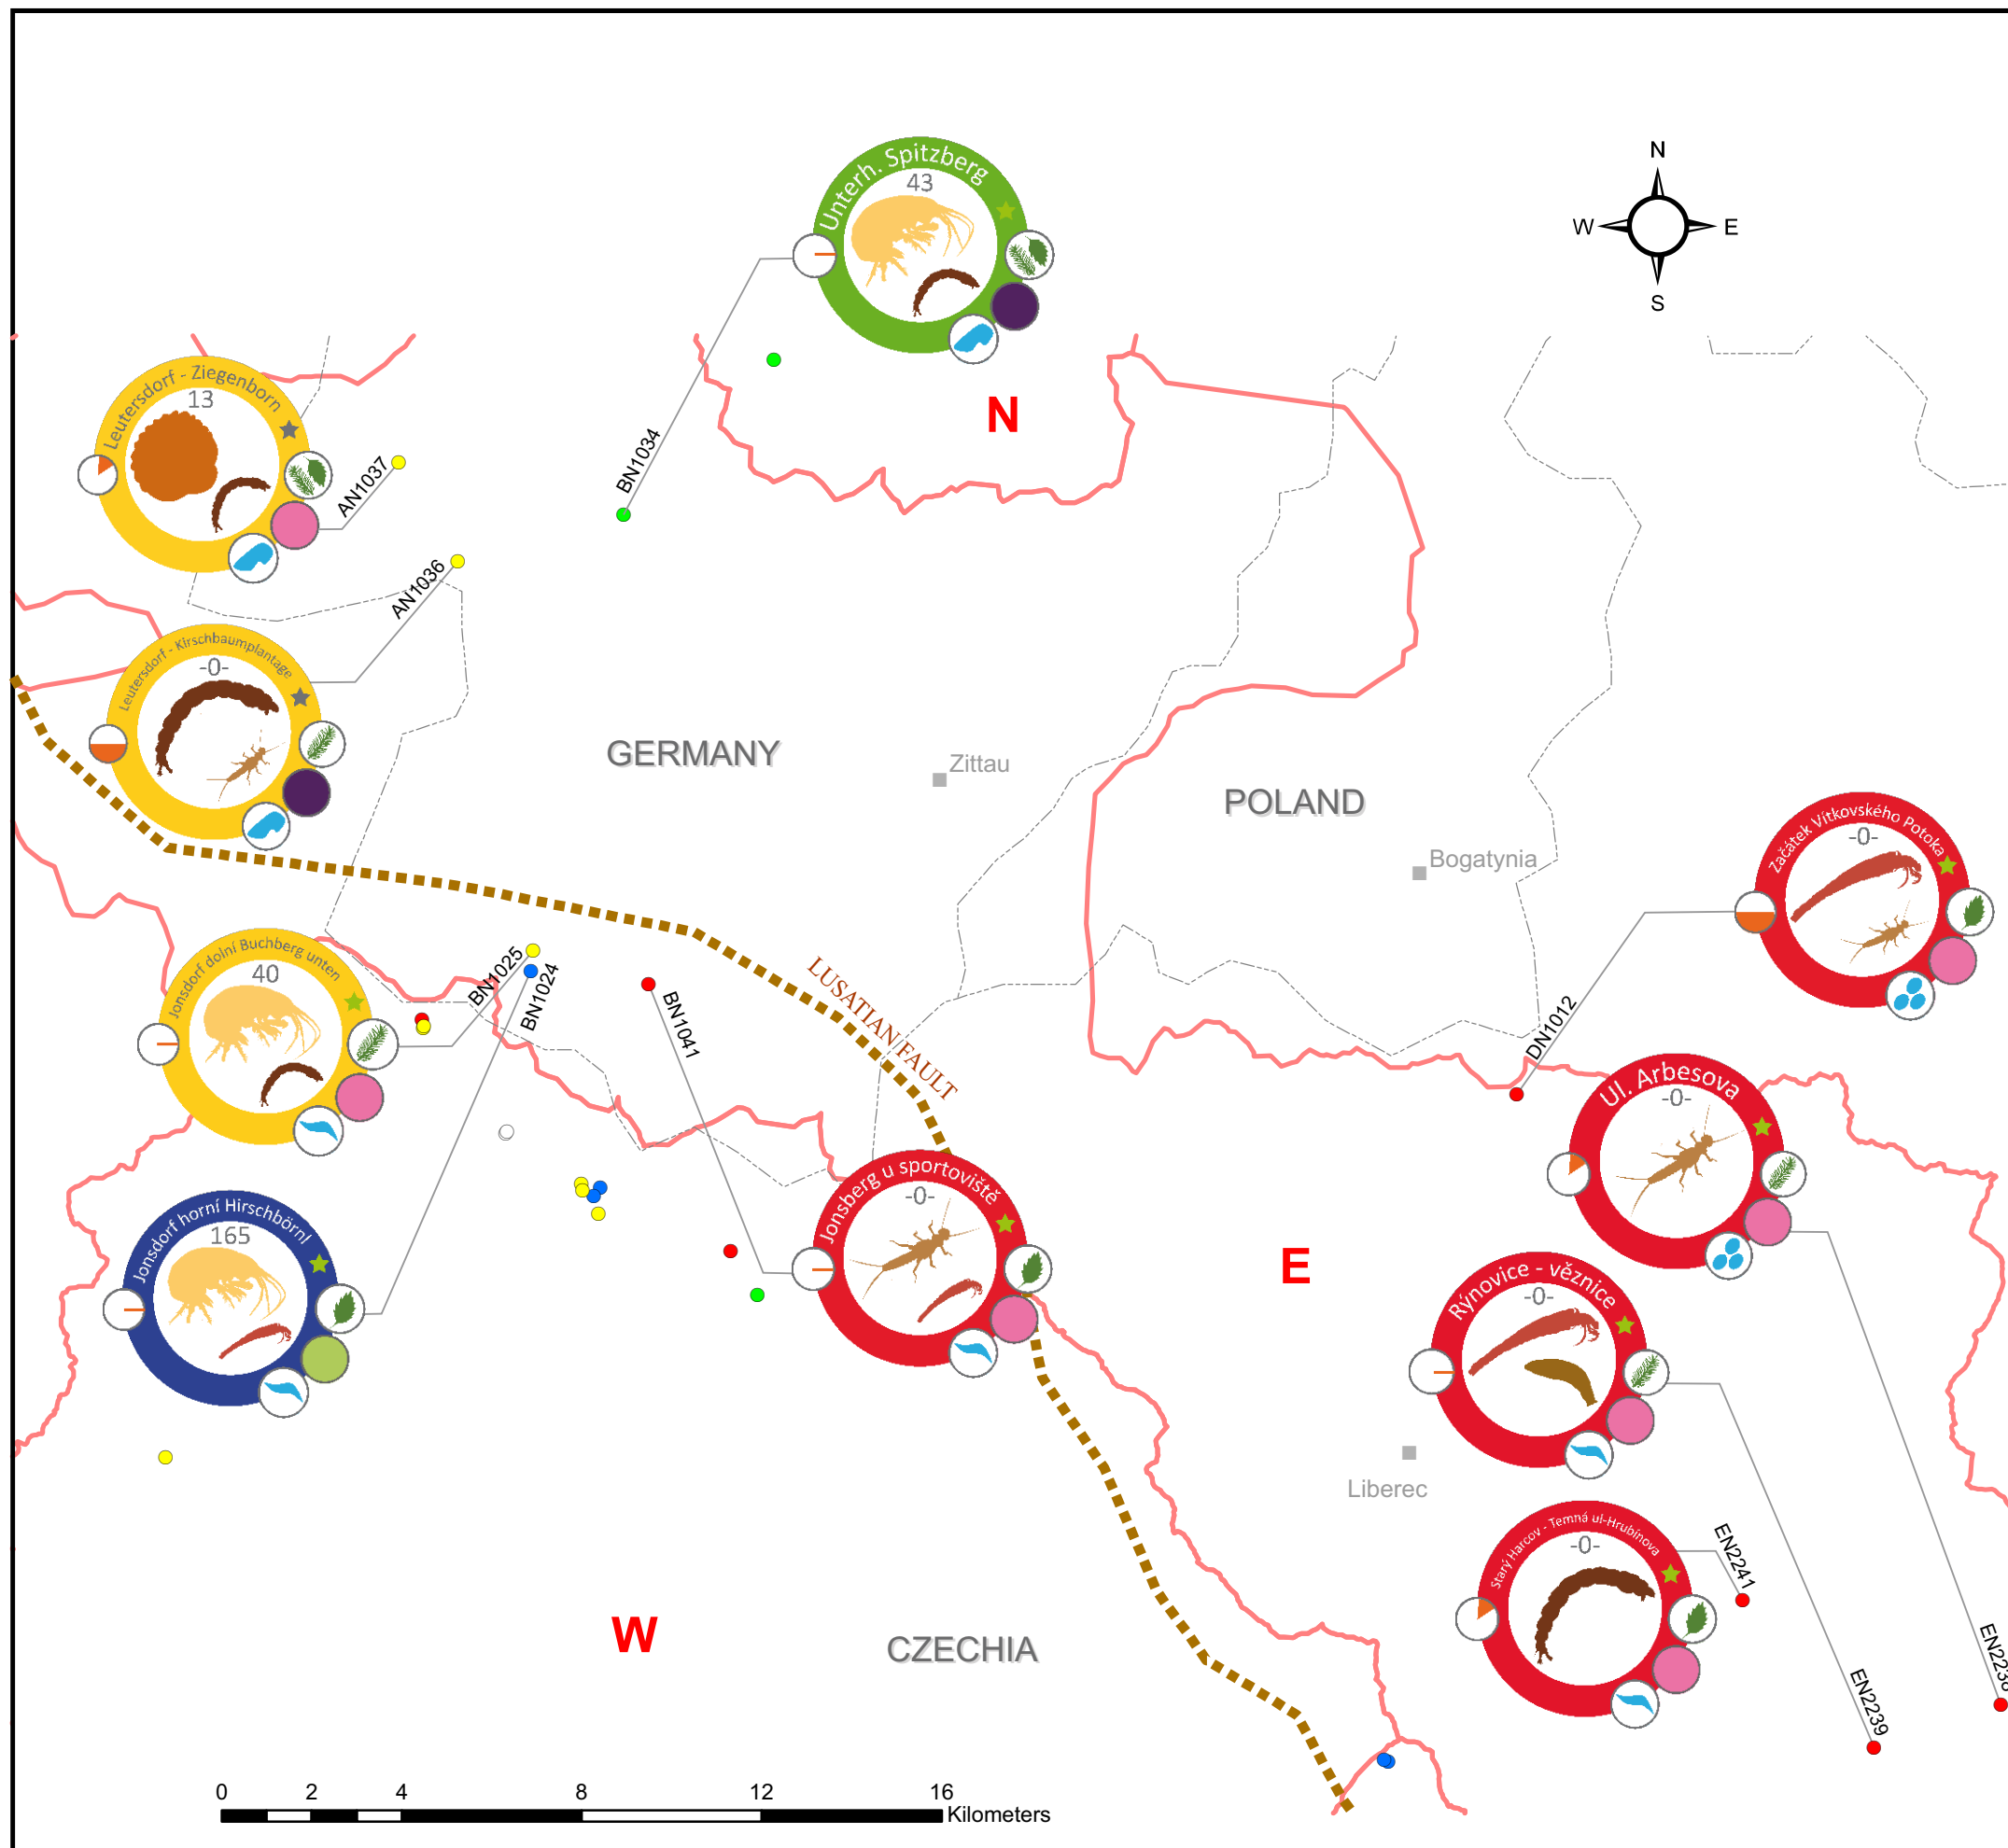 Unterh. Spitzberg
43
N
W
E
S
Leutersdorf - Ziegenborn
13
N
BN1034
AN1037
AN1036
Leutersdorf - Kirschbaumplantage
-0-
GERMANY
Zittau
POLAND
Bogatynia
Začátek Vítkovského Potoka
-0-
Jonsdorf dolní Buchberg unten
40
BN1025
BN1024
BN1041
LUSATIAN FAULT
DN1012
Ul. Arbesova
-0-
Jonsberg u sportoviště
-0-
Jonsdorf horní Hirschbörnl
165
E
Rýnovice - věznice
-0-
Liberec
Starý Harcov - Temná ul-Hrubínova
-0-
EN2241
EN2238
EN2239
W
CZECHIA
0 2 4 8 12 16
Kilometers